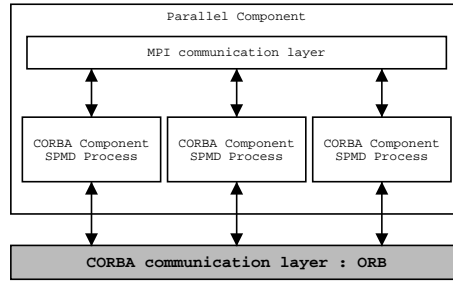 Parallel Component
MPI communication layer
CORBA Component
SPMD Process
CORBA Component
SPMD Process
CORBA Component
SPMD Process
CORBA communication layer : ORB